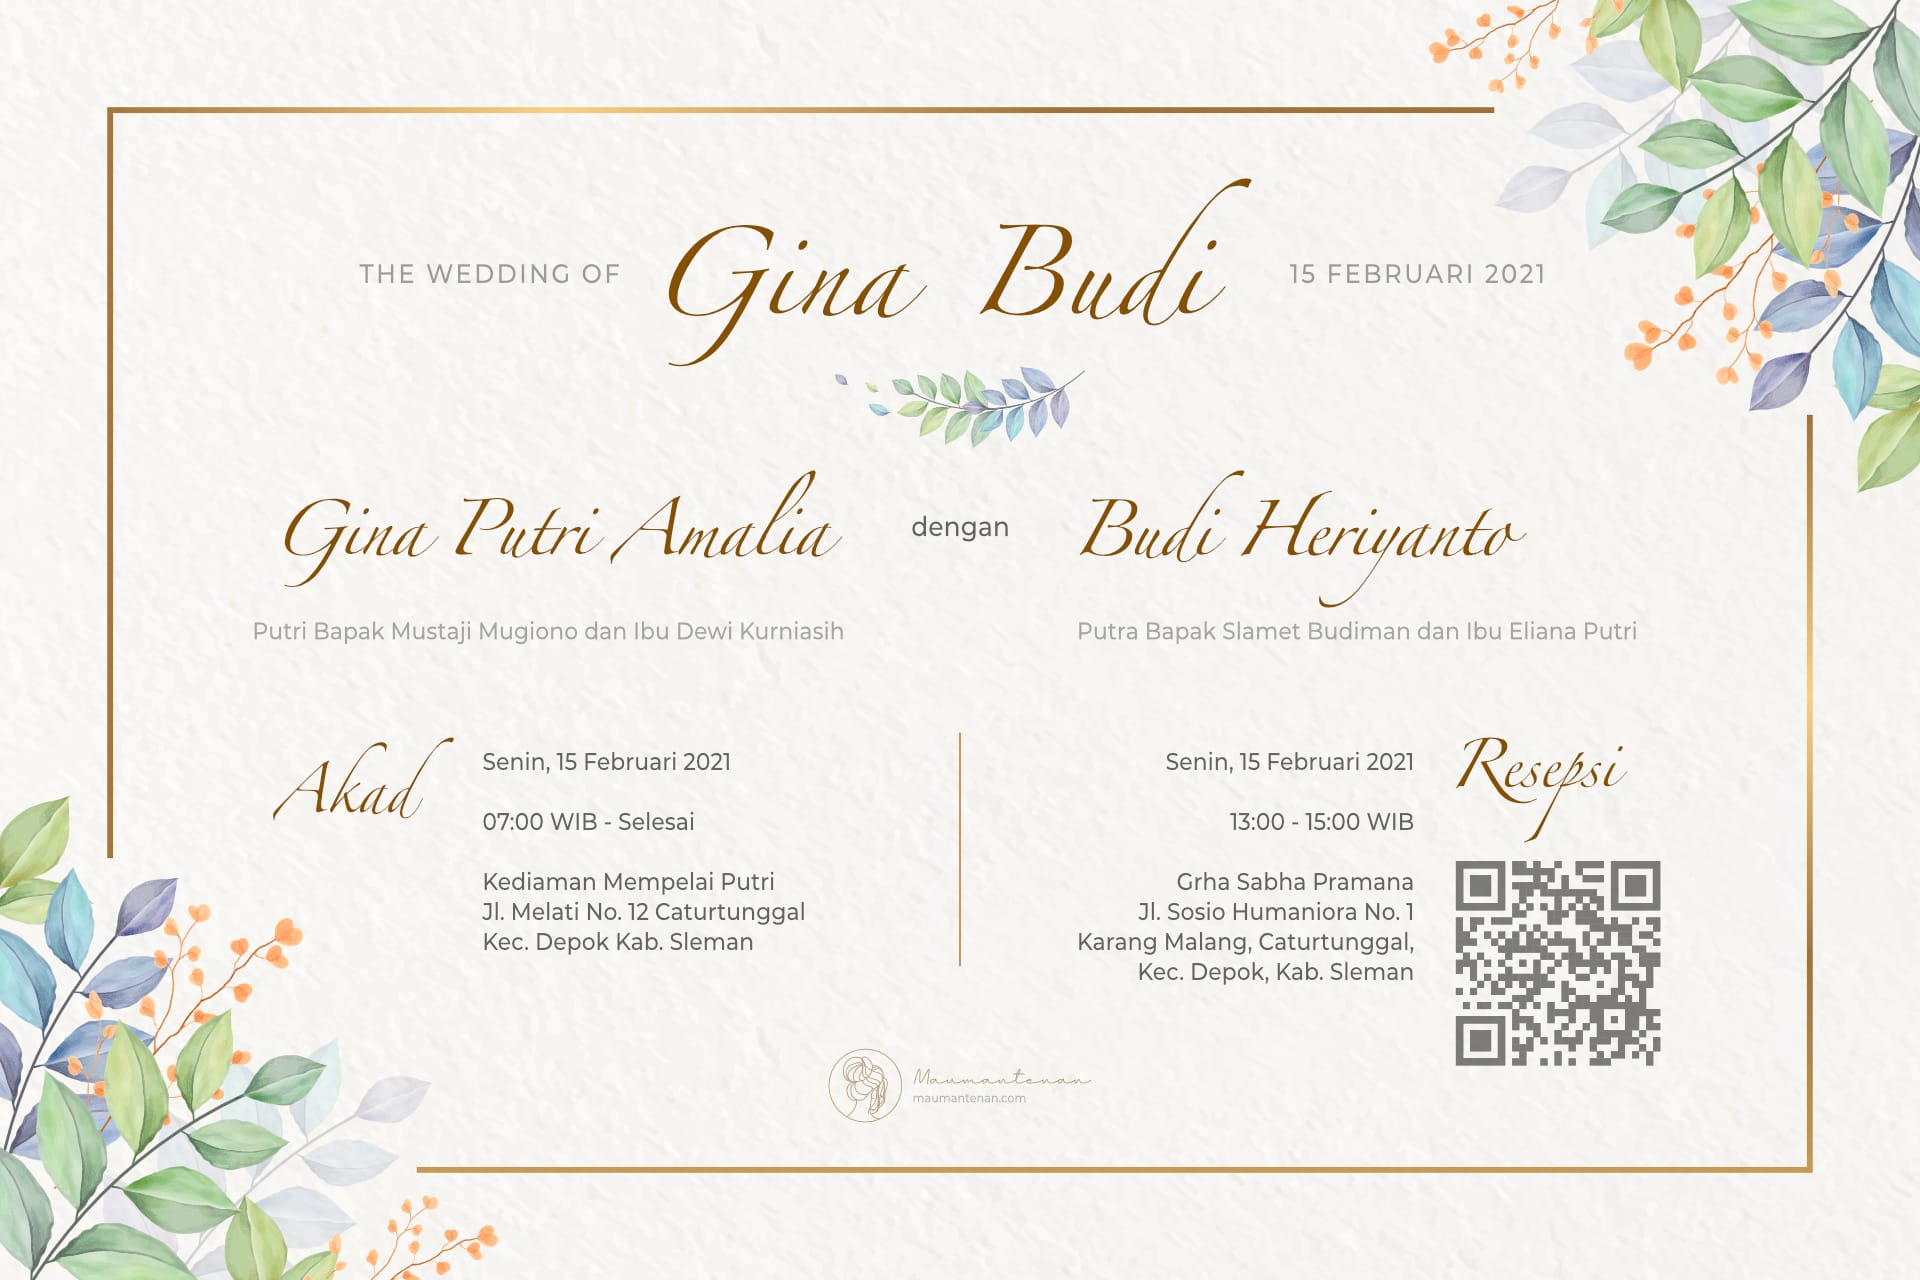 THE WEDDING OF
Gina Budi
15 FEBRUARI 2021
Gina Putri Amalia
dengan
Budi Heriyanto
Putri Bapak Mustaji Mugiono dan Ibu Dewi Kurniasih
Putra Bapak Slamet Budiman dan Ibu Eliana Putri
Akad
Senin, 15 Februari 2021
07:00 WIB - Selesai
Kediaman Mempelai Putri
Jl. Melati No. 12 Caturtunggal
Kec. Depok Kab. Sleman
Resepsi
Senin, 15 Februari 2021
13:00 - 15:00 WIB
Grha Sabha Pramana
Jl. Sosio Humaniora No. 1
Karang Malang, Caturtunggal,
Kec. Depok, Kab. Sleman
Maumantenan
maumantenan.com